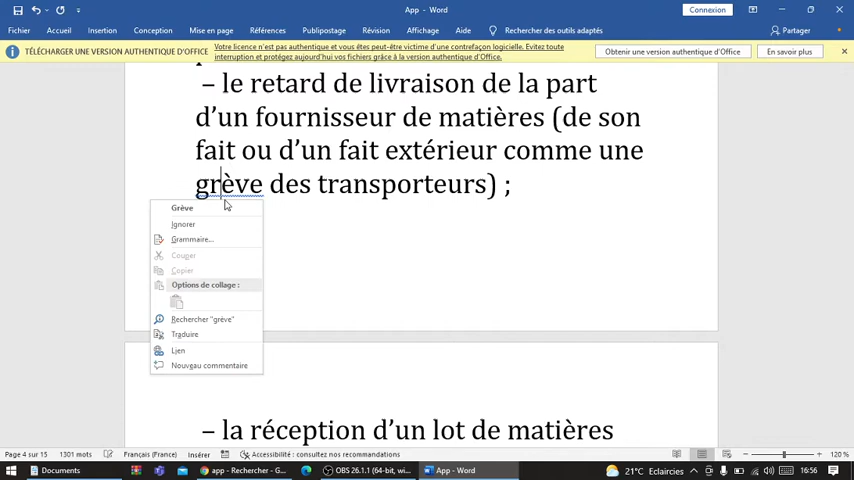 App - Word
Connexion
Fichier Accueil Insertion Conception Mise en page Références Publipostage Révision Affichage Aide Rechercher des outils adaptés Partager
TÉLÉCHARGER UNE VERSION AUTHENTIQUE D'OFFICE Votre licence n'est pas authentique et vous êtes peut-être victime d'une contrefaçon logicielle. Évitez toute
interruption et protégez aujourd'hui vos fichiers grâce à la version authentique d'Office.
Obtenir une version authentique d'Office En savoir plus
– le retard de livraison de la part
d’un fournisseur de matières (de son
fait ou d’un fait extérieur comme une
grève des transporteurs) ;
Grève
Ignorer
Grammaire...
Couper
Copier
Options de collage :
Rechercher "grève"
Traduire
Lien
Nouveau commentaire
– la réception d’un lot de matières
Page 4 sur 15 1301 mots Français (France) Insérer Accessibilité : consultez nos recommandations 120 %
Documents app - Rechercher - G... OBS 26.1.1 (64-bit, wi... App - Word 21°C Eclaircies 16:56